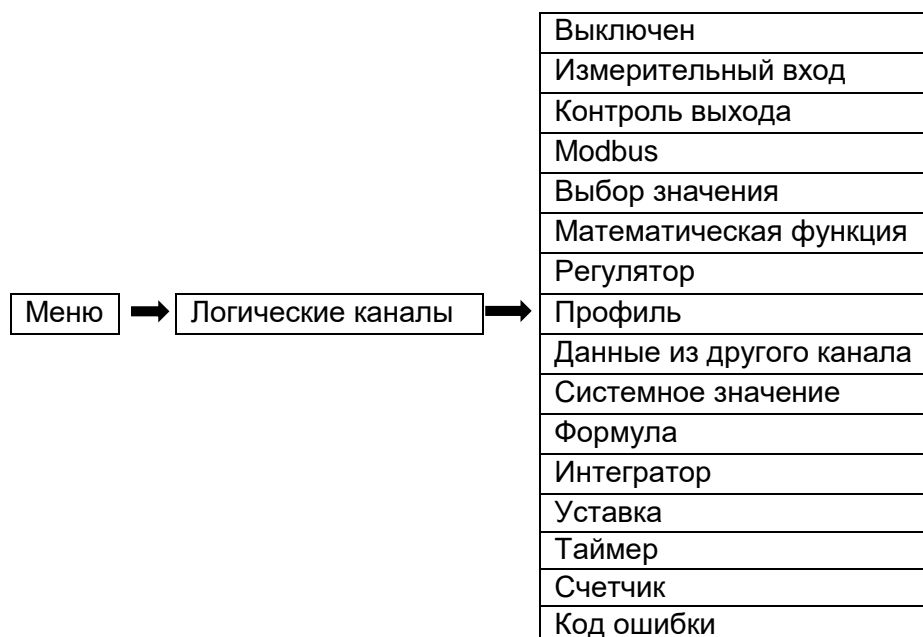 Меню
Логические каналы
Выключен
Измерительный вход
Контроль выхода
Modbus
Выбор значения
Математическая функция
Регулятор
Профиль
Данные из другого канала
Системное значение
Формула
Интегратор
Уставка
Таймер
Счетчик
Код ошибки